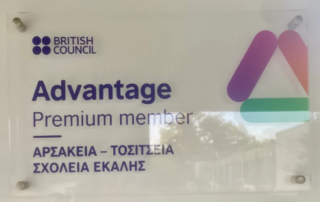 BRITISH
COUNCIL
Advantage
Premium member
ΑΡΣΑΚΕΙΑ – ΤΟΣΙΤΣΕΙΑ
ΣΧΟΛΕΙΑ ΕΚΑΛΗΣ